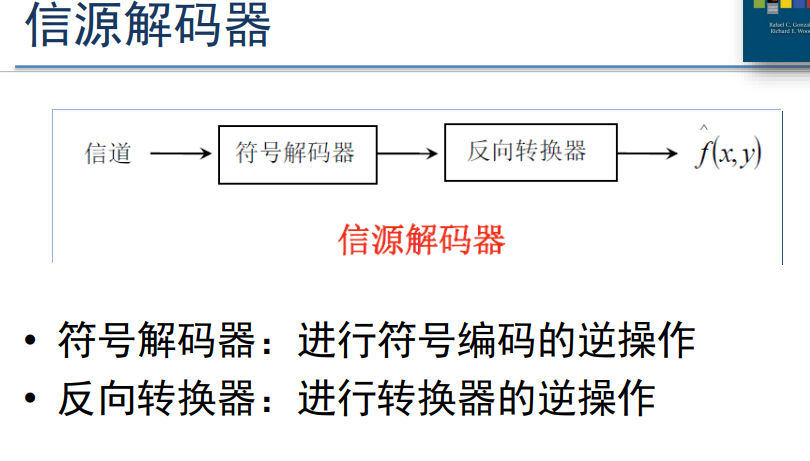 信源解码器
Rafael C. Gonzal
Richard E. Woo
信道 符号解码器 反向转换器 f̂(x,y)
信源解码器
• 符号解码器：进行符号编码的逆操作
• 反向转换器：进行转换器的逆操作